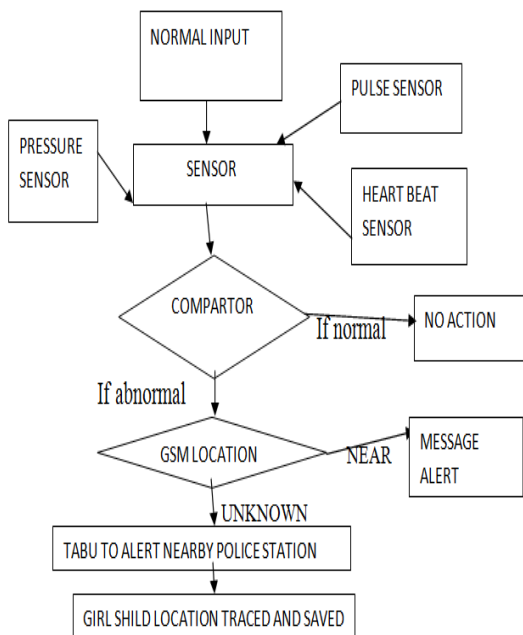 NORMAL INPUT
PULSE SENSOR
PRESSURE
SENSOR
SENSOR
HEART BEAT
SENSOR
COMPARTOR
If normal
NO ACTION
If abnormal
GSM LOCATION
NEAR
MESSAGE
ALERT
UNKNOWN
TABU TO ALERT NEARBY POLICE STATION
GIRL SHILD LOCATION TRACED AND SAVED